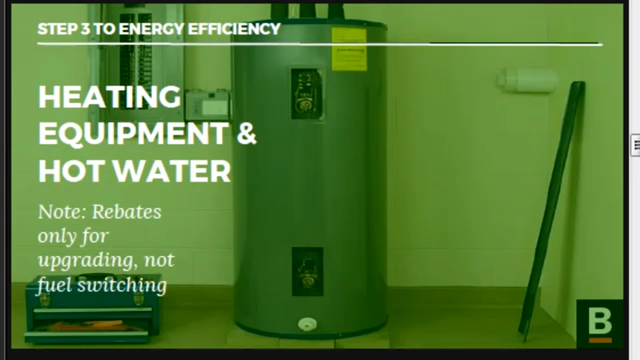 STEP 3 TO ENERGY EFFICIENCY
HEATING
EQUIPMENT &
HOT WATER
Note: Rebates
only for
upgrading, not
fuel switching
B